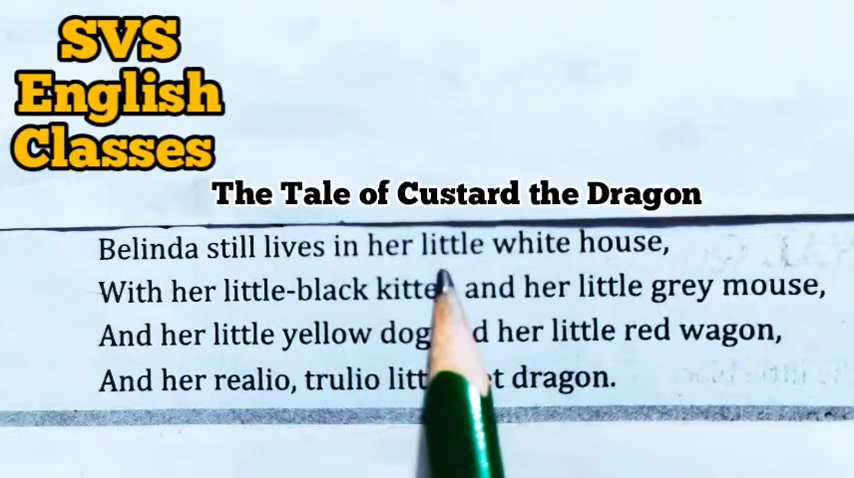 SVS
English
Classes
The Tale of Custard the Dragon
Belinda still lives in her little white house,
With her little-black kitten and her little grey mouse,
And her little yellow dog her little red wagon,
And her realio, trulio dragon.